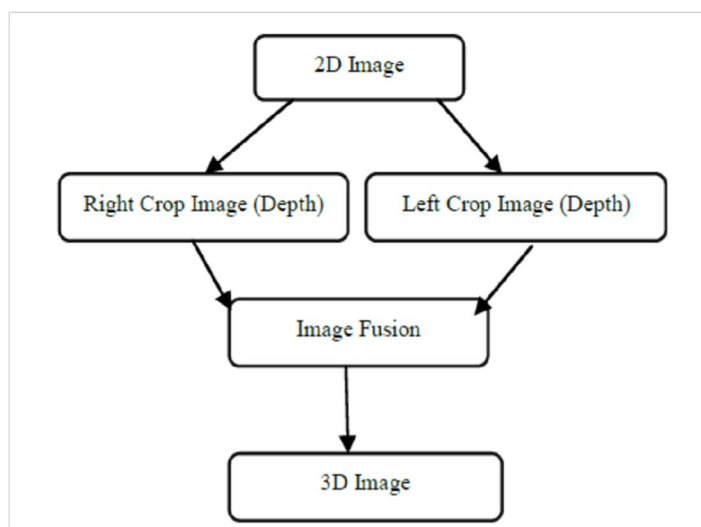 2D Image
Right Crop Image (Depth)
Left Crop Image (Depth)
Image Fusion
3D Image